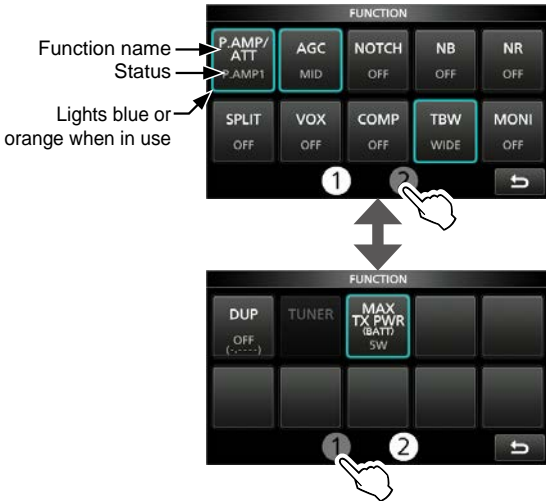 FUNCTION
Function name
Status
Lights blue or
orange when in use
P.AMP/
ATT
P.AMP1
AGC
MID
NOTCH
OFF
NB
OFF
NR
OFF
SPLIT
OFF
VOX
OFF
COMP
OFF
TBW
WIDE
MONI
OFF
1 2
FUNCTION
DUP
OFF
(-.----)
TUNER
MAX
TX PWR
(BATT)
5W
1 2